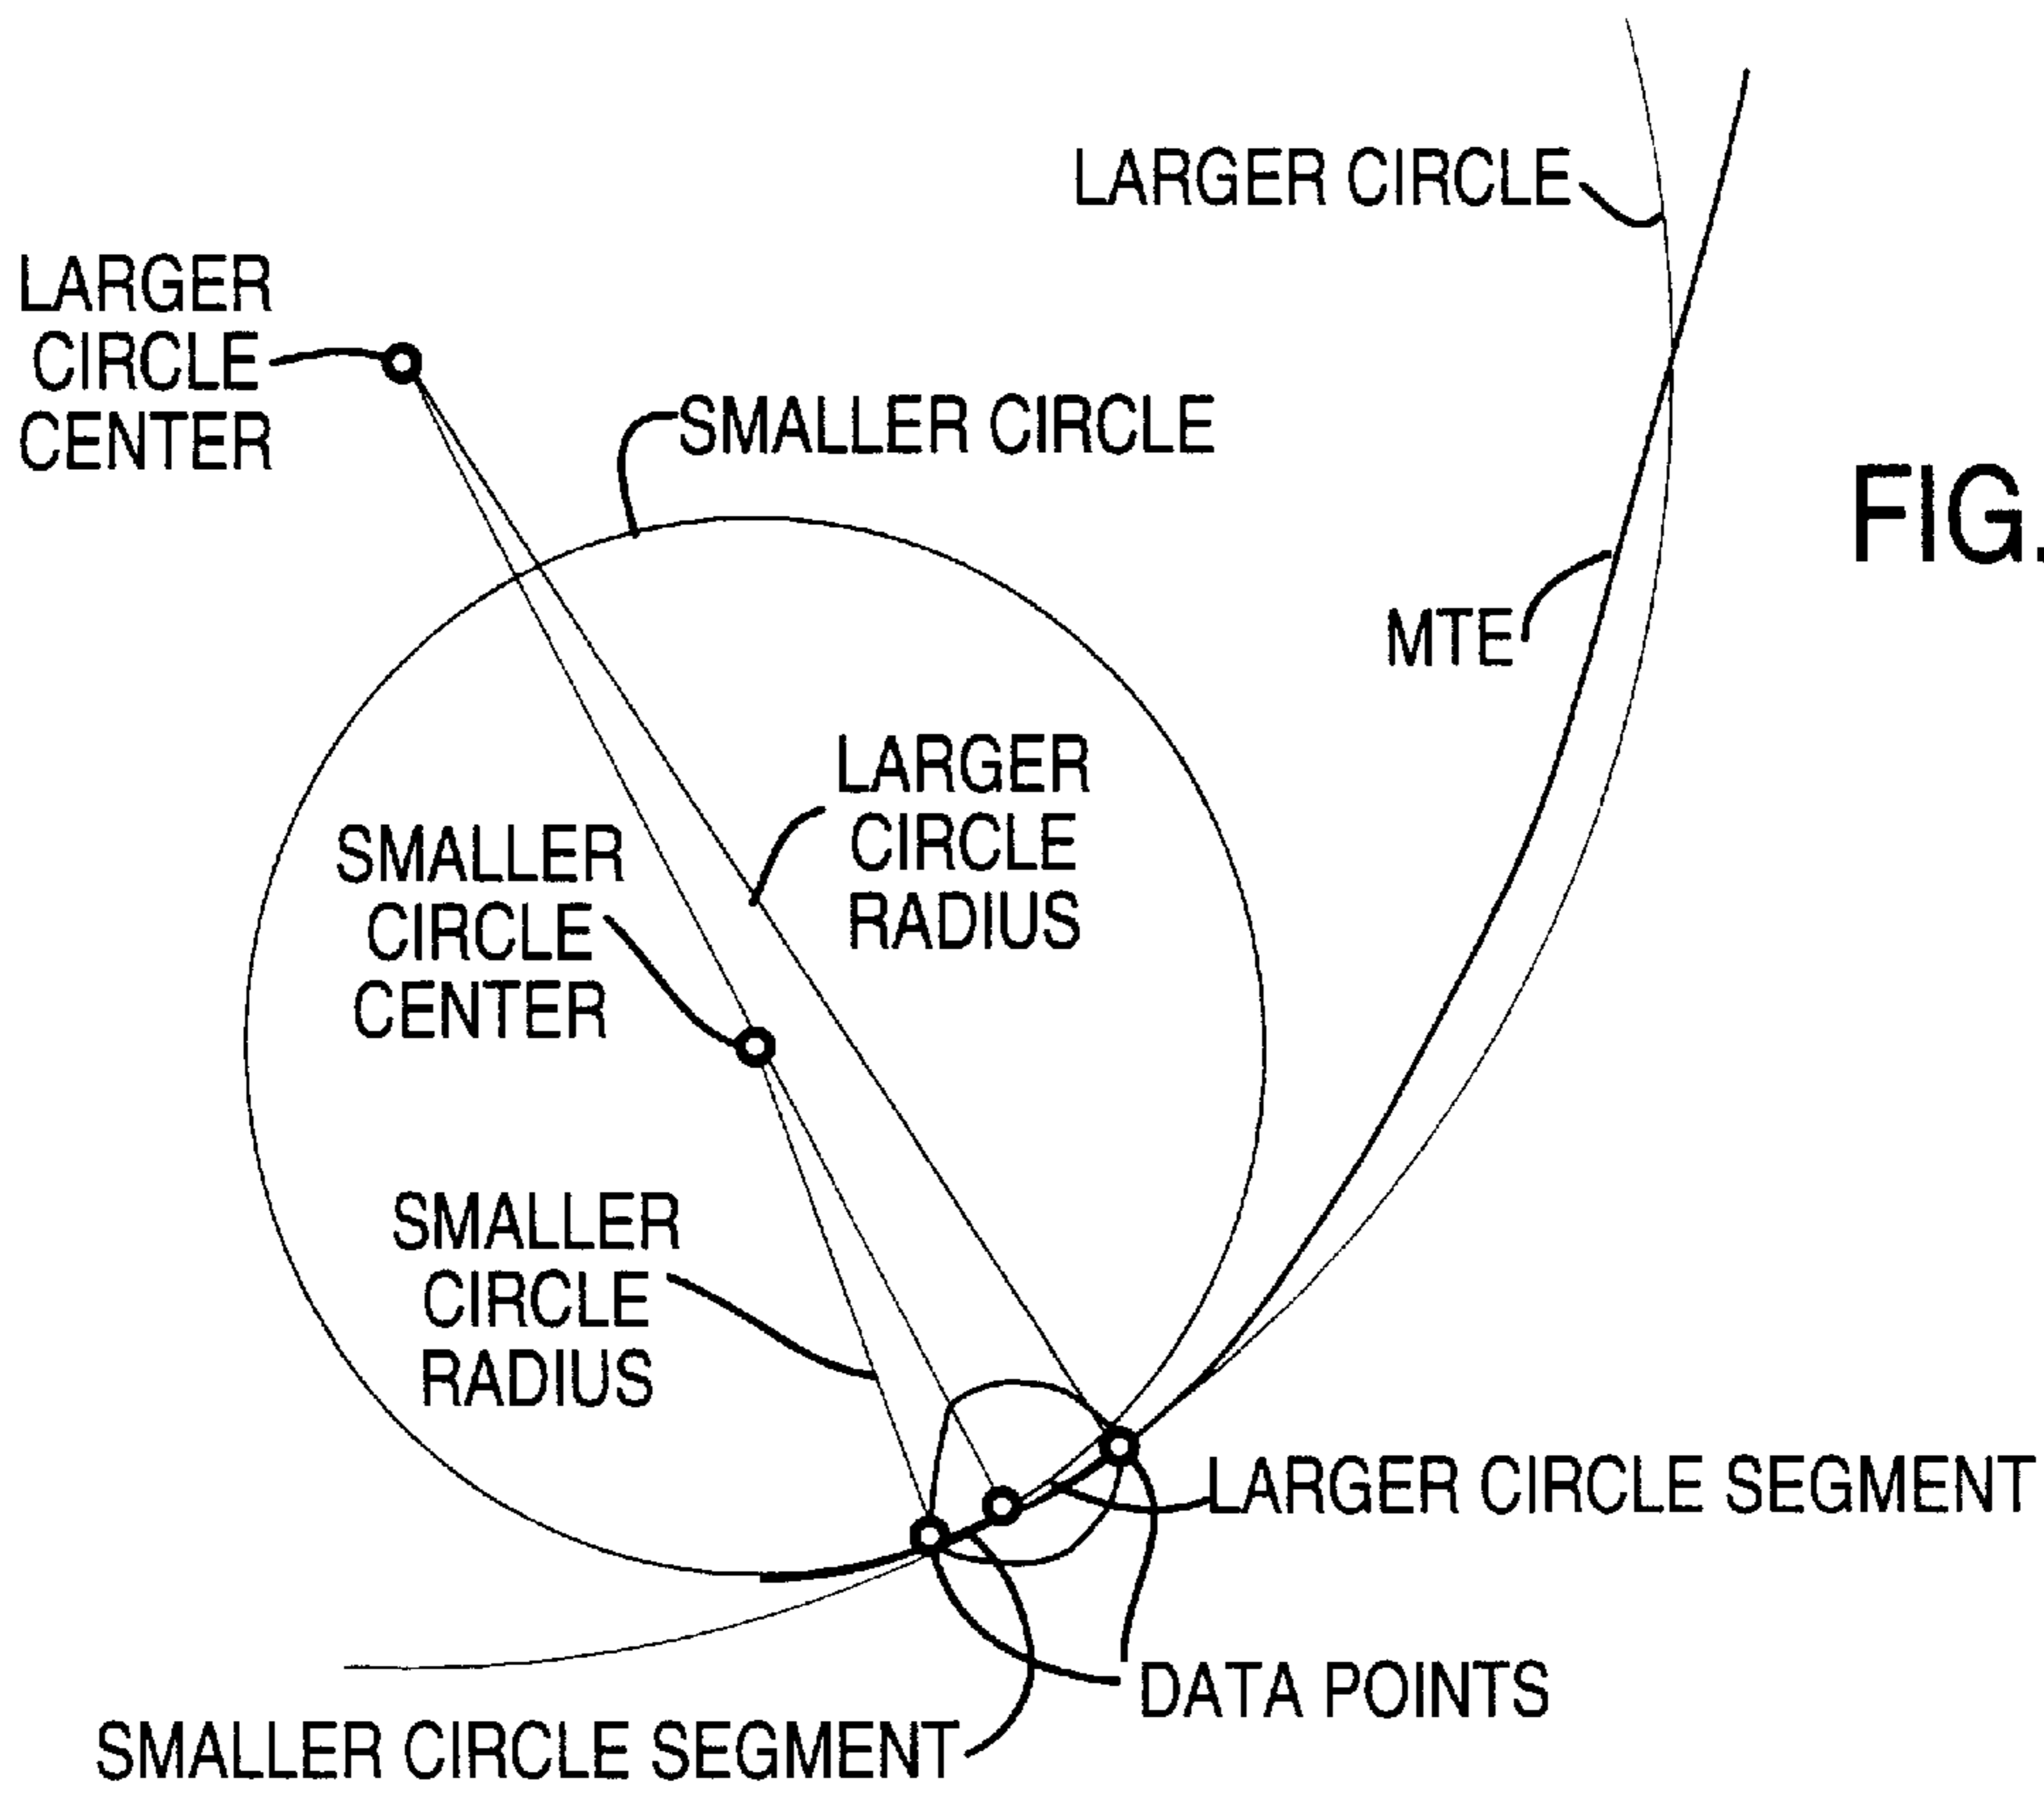 LARGER CIRCLE
LARGER
CIRCLE
CENTER
SMALLER CIRCLE
FIG.
MTE
LARGER
CIRCLE
RADIUS
SMALLER
CIRCLE
CENTER
SMALLER
CIRCLE
RADIUS
LARGER CIRCLE SEGMENT
DATA POINTS
SMALLER CIRCLE SEGMENT